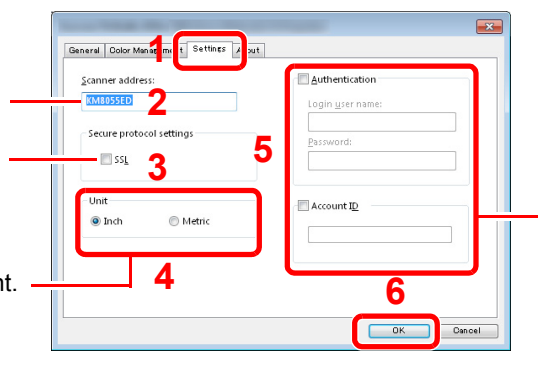 General Color Management Settings About
1
Scanner address:
KM8055ED
2
Secure protocol settings
SSL
3
Unit
Inch Metric
4
nt.
Authentication
Login user name:
Password:
5
Account ID
6
OK Cancel